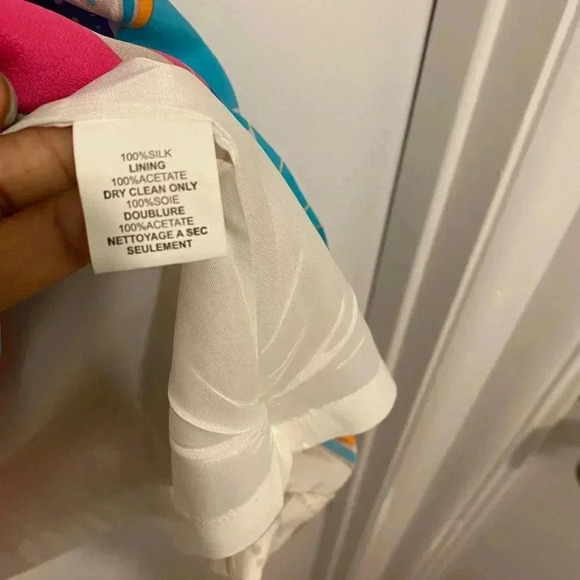 100%SILK
LINING
100%ACETATE
DRY CLEAN ONLY
100%SOIE
DOUBLURE
100%ACETATE
NETTOYAGE A SEC
SEULEMENT